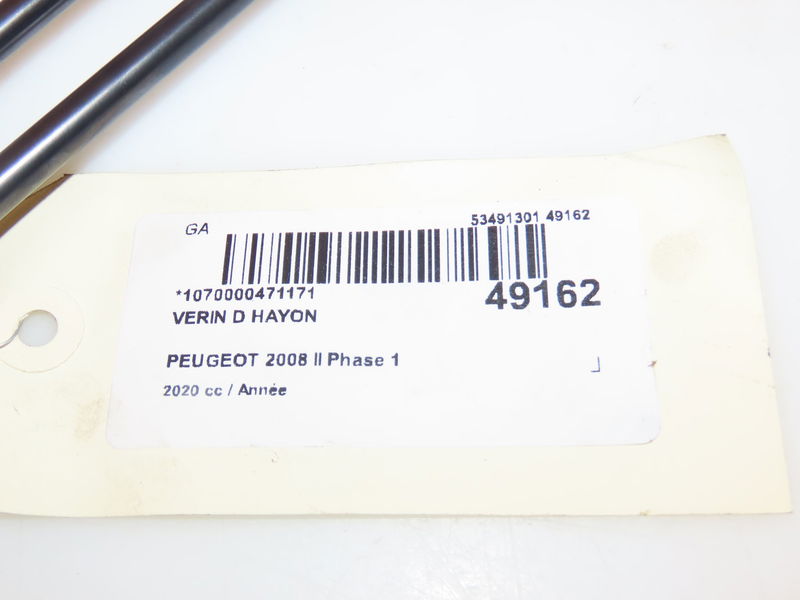 GA
53491301 49162
*1070000471171
49162
VERIN D HAYON
PEUGEOT 2008 II Phase 1
2020 cc / Année